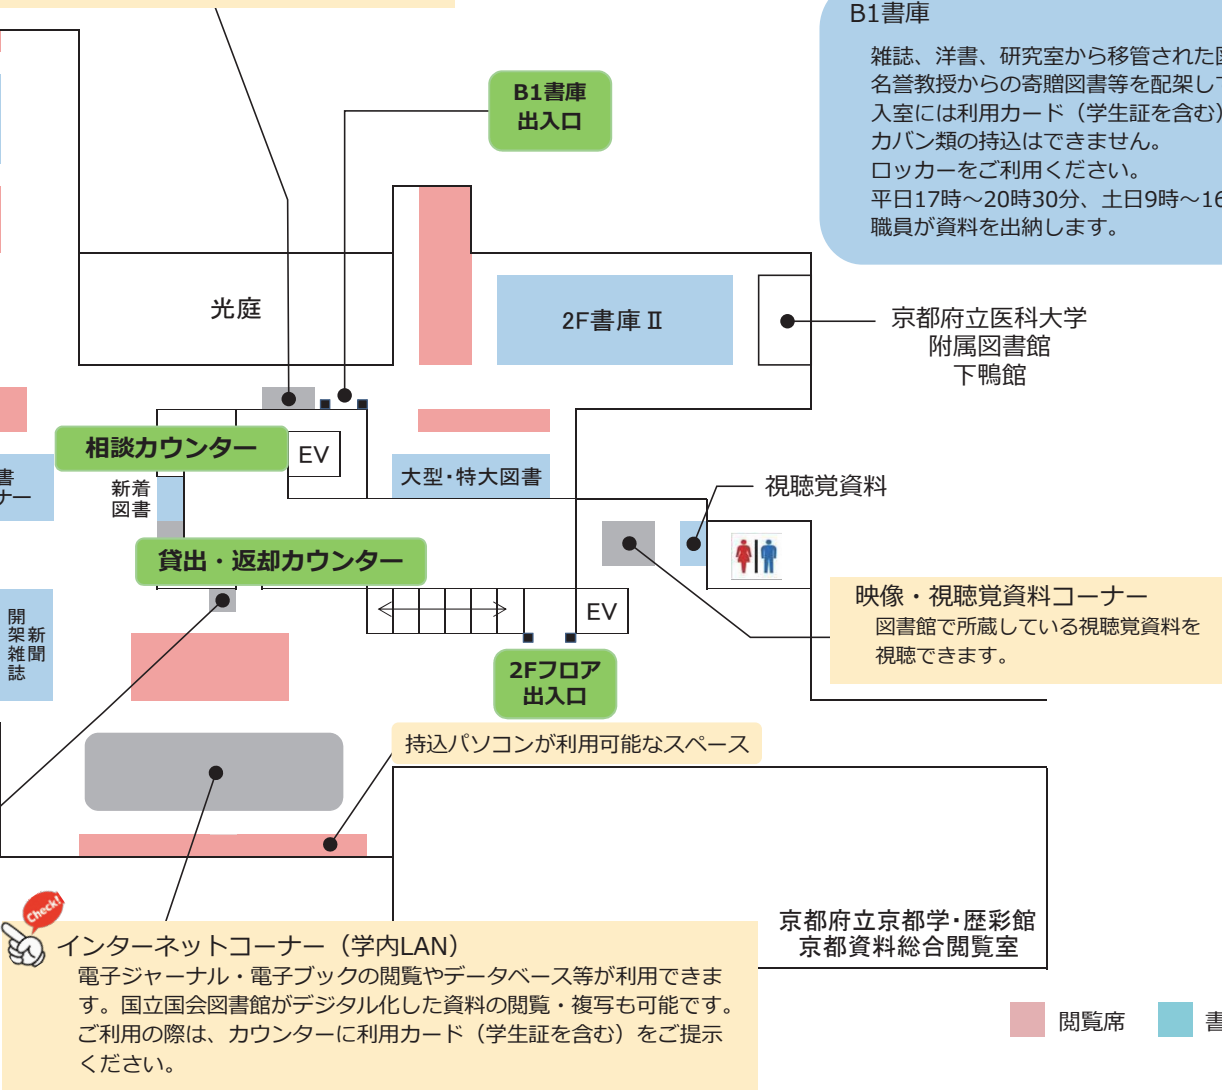 B1書庫
雑誌、洋書、研究室から移管された
名誉教授からの寄贈図書等を配架して
入室には利用カード（学生証を含む）
カバン類の持込はできません。
ロッカーをご利用ください。
平日17時～20時30分、土日9時～16
職員が資料を出納します。
B1書庫
出入口
光庭
2F書庫Ⅱ
京都府立医科大学
附属図書館
下鴨館
相談カウンター
EV
大型・特大図書
視聴覚資料
書
ナー
新着
図書
貸出・返却カウンター
映像・視聴覚資料コーナー
図書館で所蔵している視聴覚資料を
視聴できます。
開架雑誌
新聞
EV
2Fフロア
出入口
持込パソコンが利用可能なスペース
京都府立京都学・歴彩館
京都資料総合閲覧室
Check!
インターネットコーナー（学内LAN）
電子ジャーナル・電子ブックの閲覧やデータベース等が利用できま
す。国立国会図書館がデジタル化した資料の閲覧・複写も可能です。
ご利用の際は、カウンターに利用カード（学生証を含む）をご提示
ください。
閲覧席
書